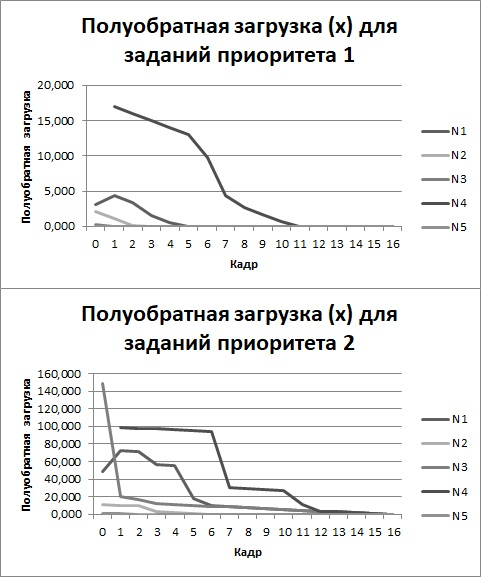 Полуобратная загрузка (x) для
заданий приоритета 1
Полуобратная загрузка
20,000
15,000
10,000
5,000
0,000
0 1 2 3 4 5 6 7 8 9 10 11 12 13 14 15 16
Кадр
N1
N2
N3
N4
N5
Полуобратная загрузка (x) для
заданий приоритета 2
Полуобратная загрузка
160,000
140,000
120,000
100,000
80,000
60,000
40,000
20,000
0,000
0 1 2 3 4 5 6 7 8 9 10 11 12 13 14 15 16
Кадр
N1
N2
N3
N4
N5